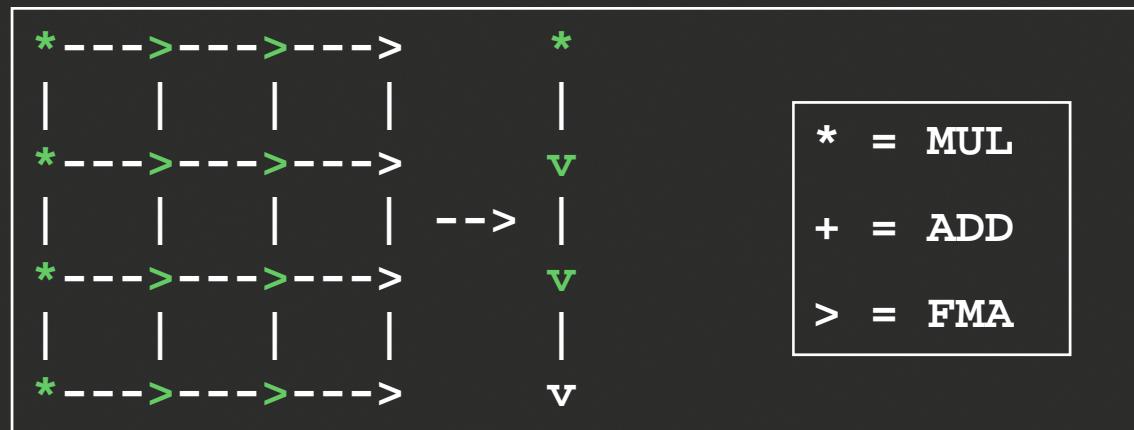 *--->--->--->     *
|   |   |   |     |
*--->--->--->     v
|   |   |   | --> |
*--->--->--->     v
|   |   |   |     |
*--->--->--->     v
* = MUL
+ = ADD
> = FMA